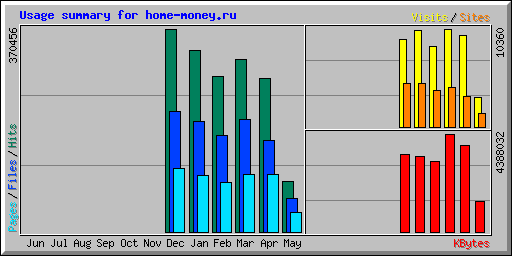 Usage summary for home-money.ru
Visits/Sites
370456
10360
Pages/Files/Hits
4388032
Jun Jul Aug Sep Oct Nov Dec Jan Feb Mar Apr May
KBytes